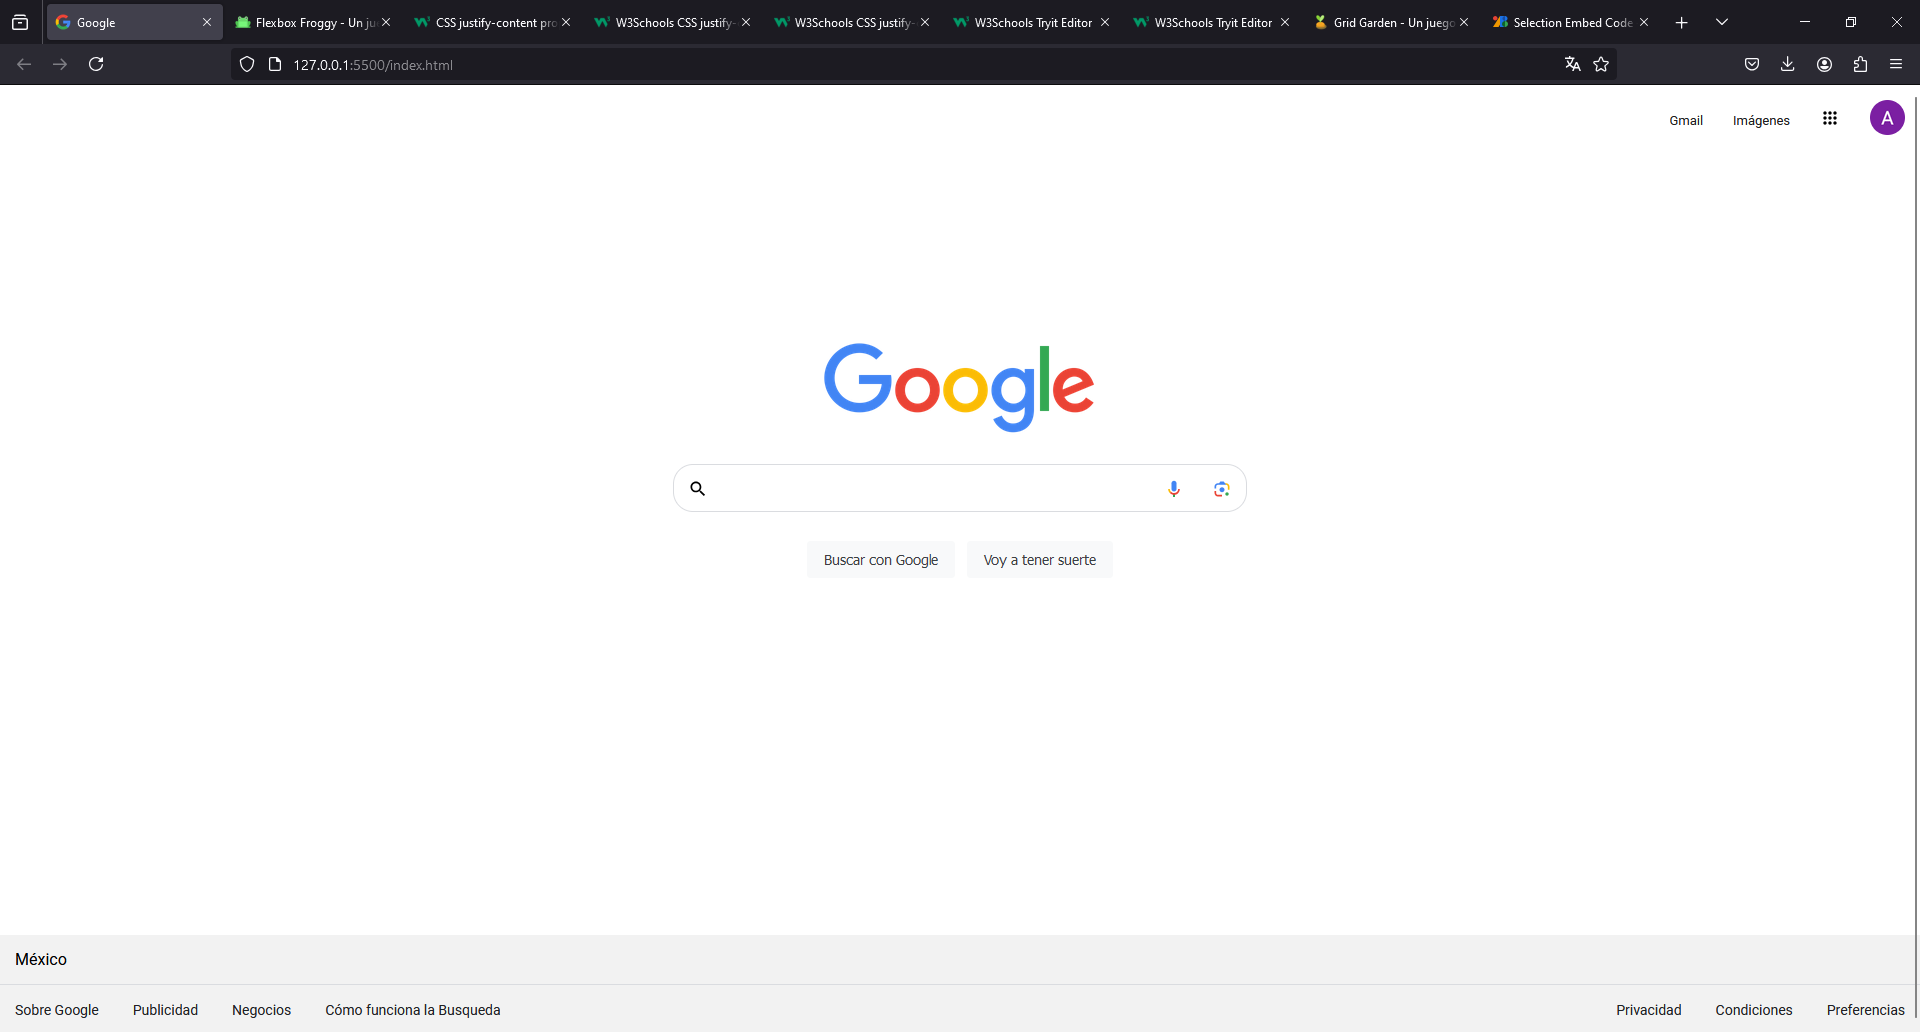 Google
Flexbox Froggy - Un ju
CSS justify-content pro
W3Schools CSS justify-
W3Schools CSS justify-
W3Schools Tryit Editor
W3Schools Tryit Editor
Grid Garden - Un juego
Selection Embed Code
127.0.0.1:5500/index.html
Gmail Imágenes A
Google
Buscar con Google Voy a tener suerte
México
Sobre Google Publicidad Negocios Cómo funciona la Busqueda Privacidad Condiciones Preferencias